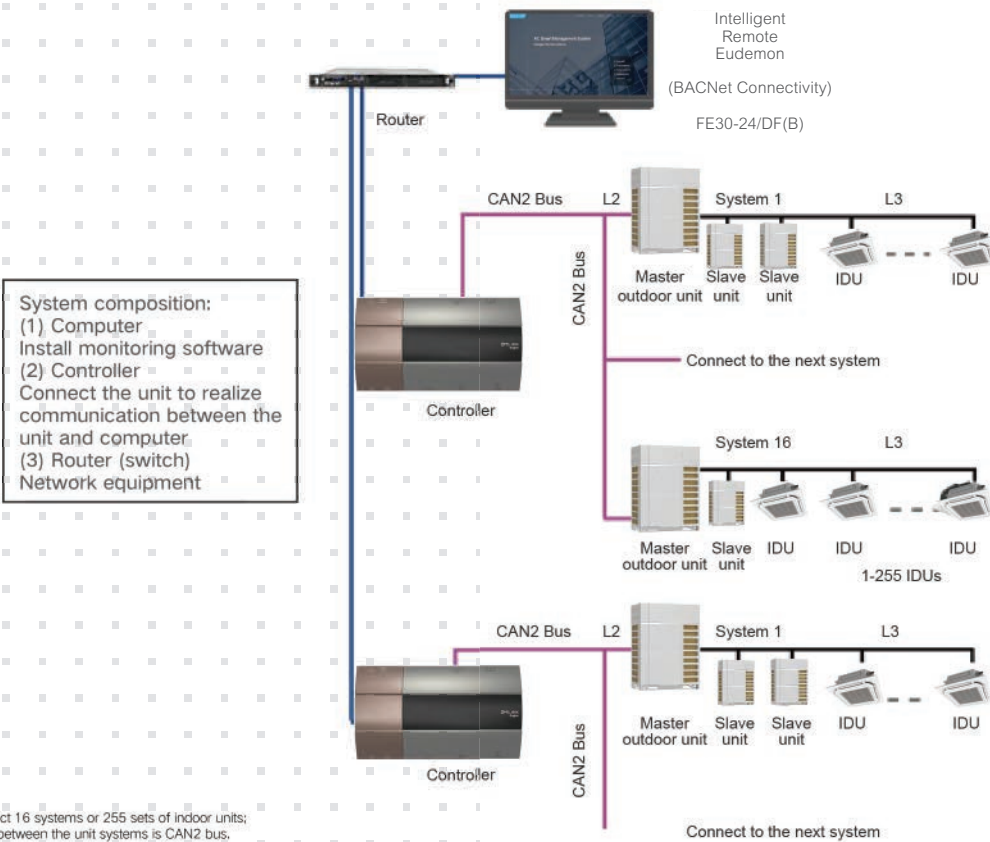 Intelligent
Remote
Eudemon
(BACNet Connectivity)
FE30-24/DF(B)
Router
CAN2 Bus
L2
System 1
L3
CAN2 Bus
Master
outdoor unit
Slave
unit
Slave
unit
IDU
IDU
System composition:
(1) Computer
Install monitoring software
(2) Controller
Connect the unit to realize
communication between the
unit and computer
(3) Router (switch)
Network equipment
Connect to the next system
Controller
System 16
L3
Master
outdoor unit
Slave
unit
IDU
IDU
IDU
1-255 IDUs
CAN2 Bus
L2
System 1
L3
Master
outdoor unit
Slave
unit
Slave
unit
IDU
IDU
CAN2 Bus
Controller
ct 16 systems or 255 sets of indoor units;
between the unit systems is CAN2 bus.
Connect to the next system